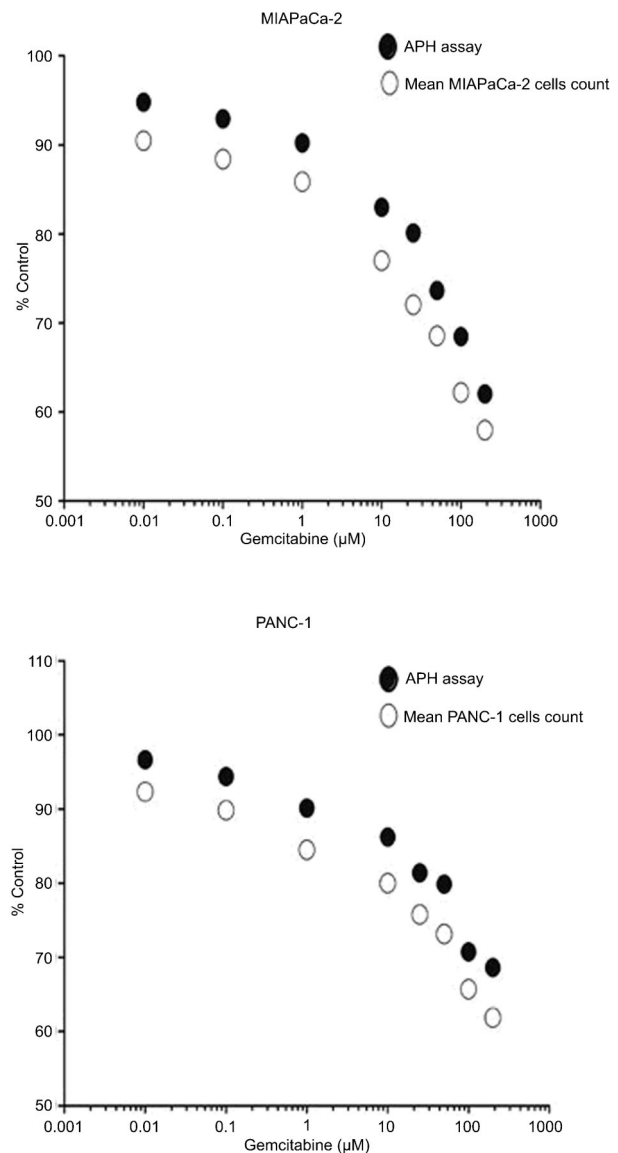 MIAPaCa-2
APH assay
Mean MIAPaCa-2 cells count
100
90
80
70
60
50
% Control
0.001 0.01 0.1 1 10 100 1000
Gemcitabine (µM)
PANC-1
APH assay
Mean PANC-1 cells count
110
100
90
80
70
60
50
% Control
0.001 0.01 0.1 1 10 100 1000
Gemcitabine (µM)